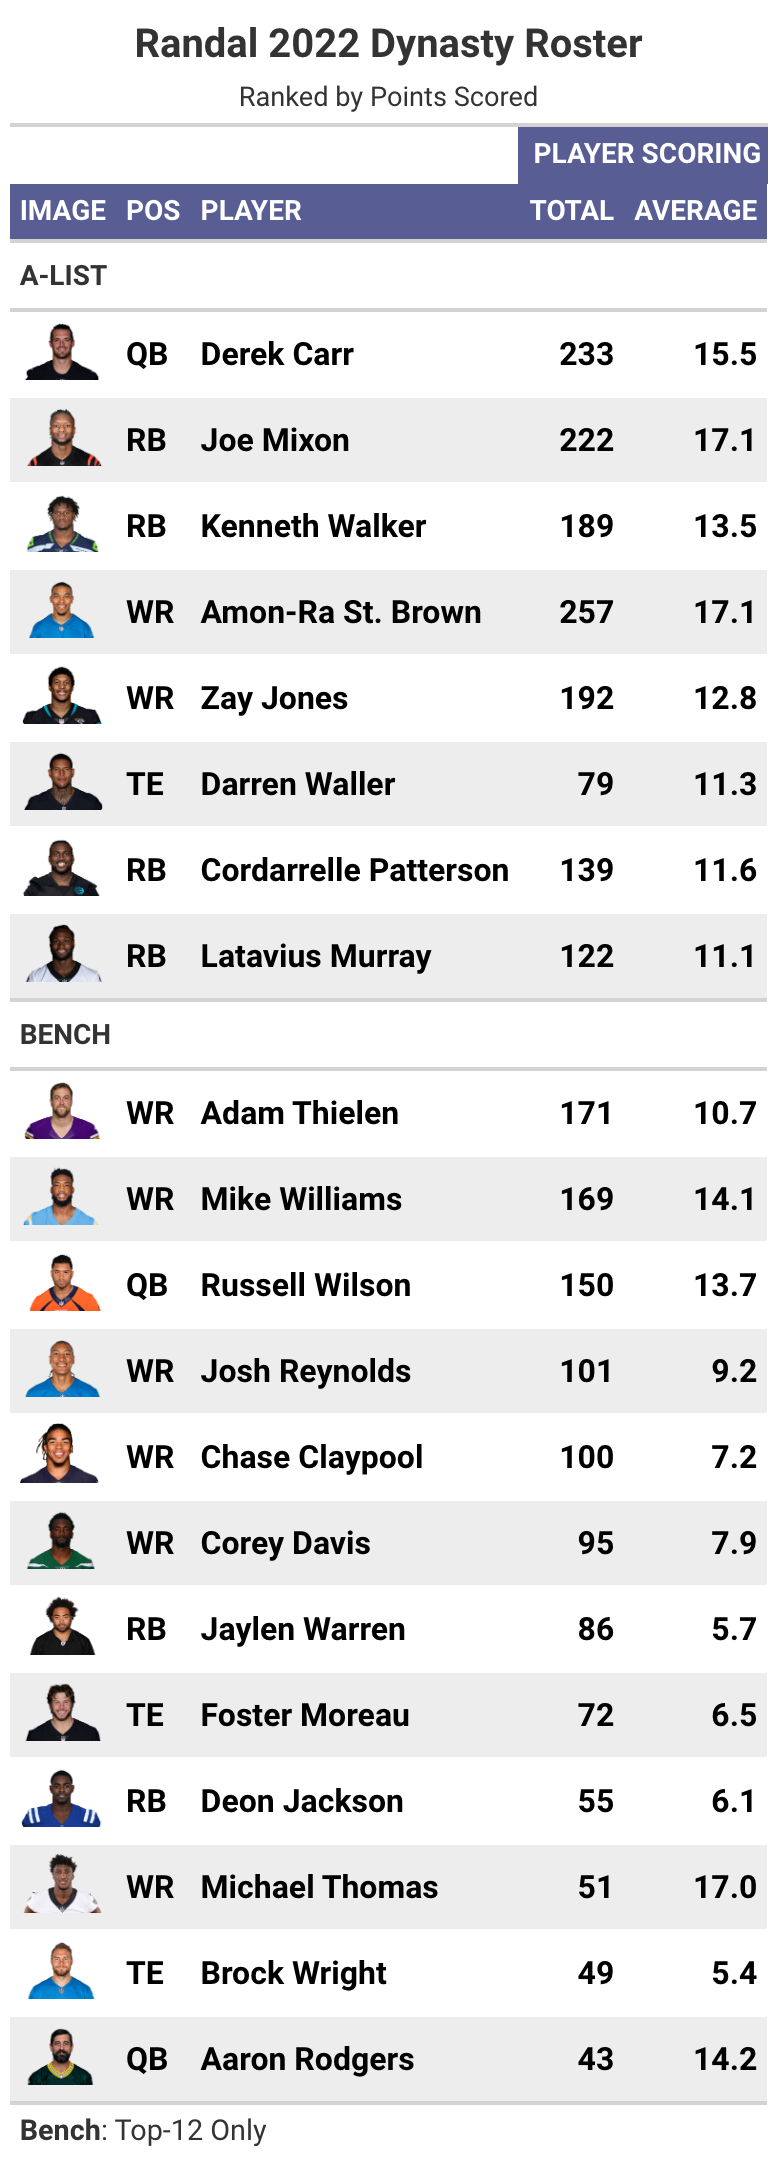 Randal 2022 Dynasty Roster
Ranked by Points Scored
PLAYER SCORING
IMAGE POS PLAYER TOTAL AVERAGE
A-LIST
QB Derek Carr 233 15.5
RB Joe Mixon 222 17.1
RB Kenneth Walker 189 13.5
WR Amon-Ra St. Brown 257 17.1
WR Zay Jones 192 12.8
TE Darren Waller 79 11.3
RB Cordarrelle Patterson 139 11.6
RB Latavius Murray 122 11.1
BENCH
WR Adam Thielen 171 10.7
WR Mike Williams 169 14.1
QB Russell Wilson 150 13.7
WR Josh Reynolds 101 9.2
WR Chase Claypool 100 7.2
WR Corey Davis 95 7.9
RB Jaylen Warren 86 5.7
TE Foster Moreau 72 6.5
RB Deon Jackson 55 6.1
WR Michael Thomas 51 17.0
TE Brock Wright 49 5.4
QB Aaron Rodgers 43 14.2
Bench: Top-12 Only